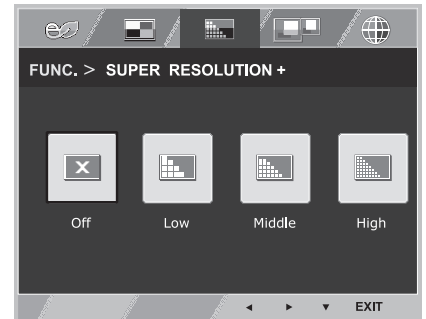 FUNC. > SUPER RESOLUTION +
Off Low Middle High
EXIT